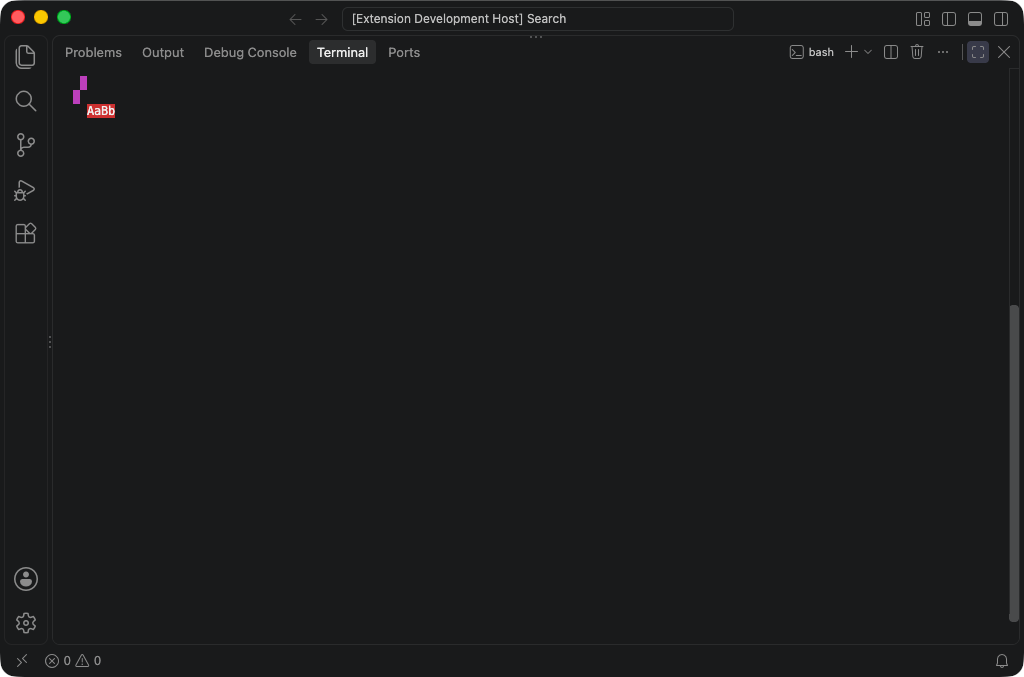 [Extension Development Host] Search
Problems Output Debug Console Terminal Ports bash
AaBb
0 0